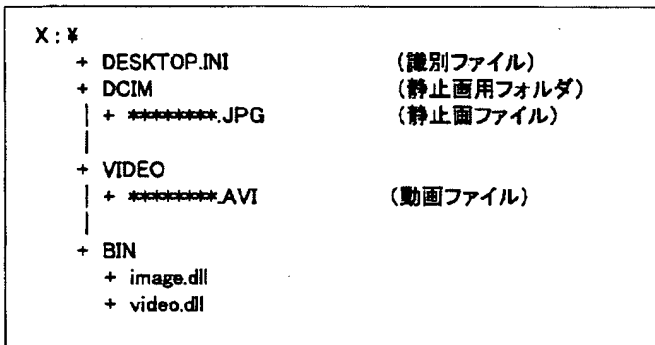 X:¥
+ DESKTOP.INI (識別ファイル)
+ DCIM (静止画用フォルダ)
+ ********.JPG (静止画ファイル)
+ VIDEO
+ ********.AVI (動画ファイル)
+ BIN
+ image.dll
+ video.dll